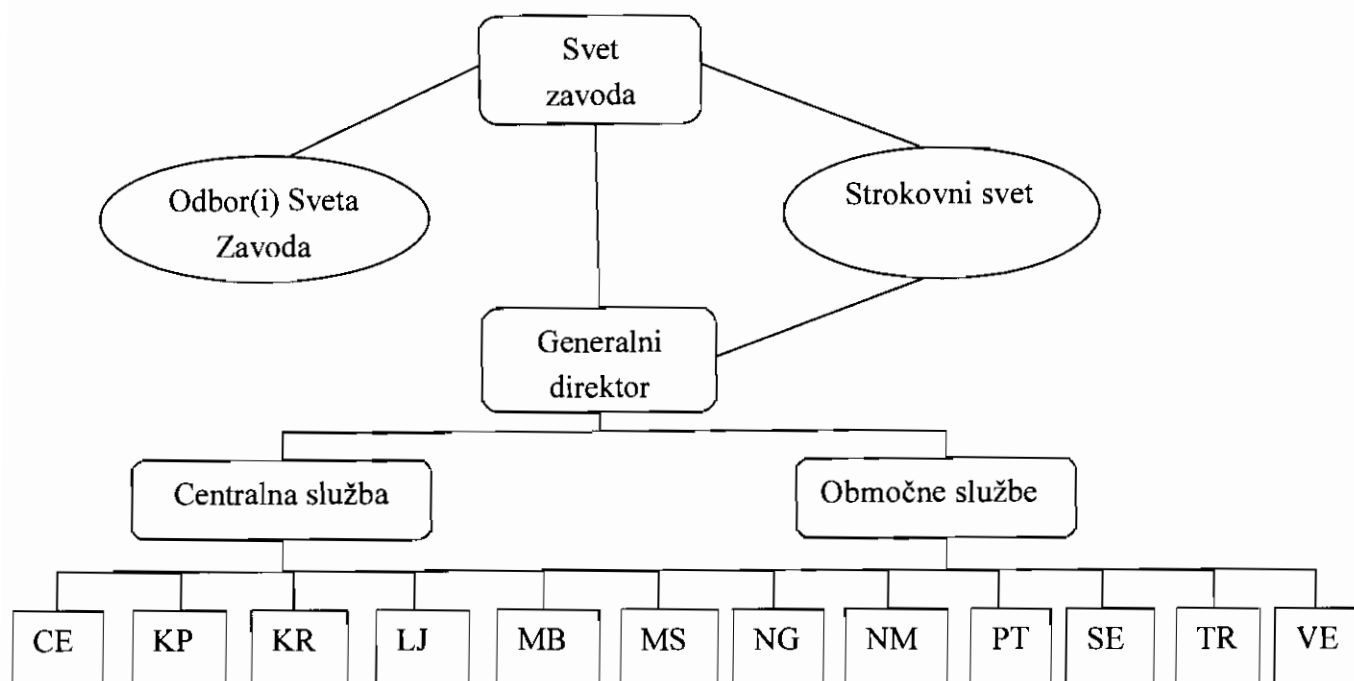 Svet
zavoda
Odbor(i) Sveta
Zavoda
Strokovni svet
Generalni
direktor
Centralna služba
Območne službe
CE
KP
KR
LJ
MB
MS
NG
NM
PT
SE
TR
VE